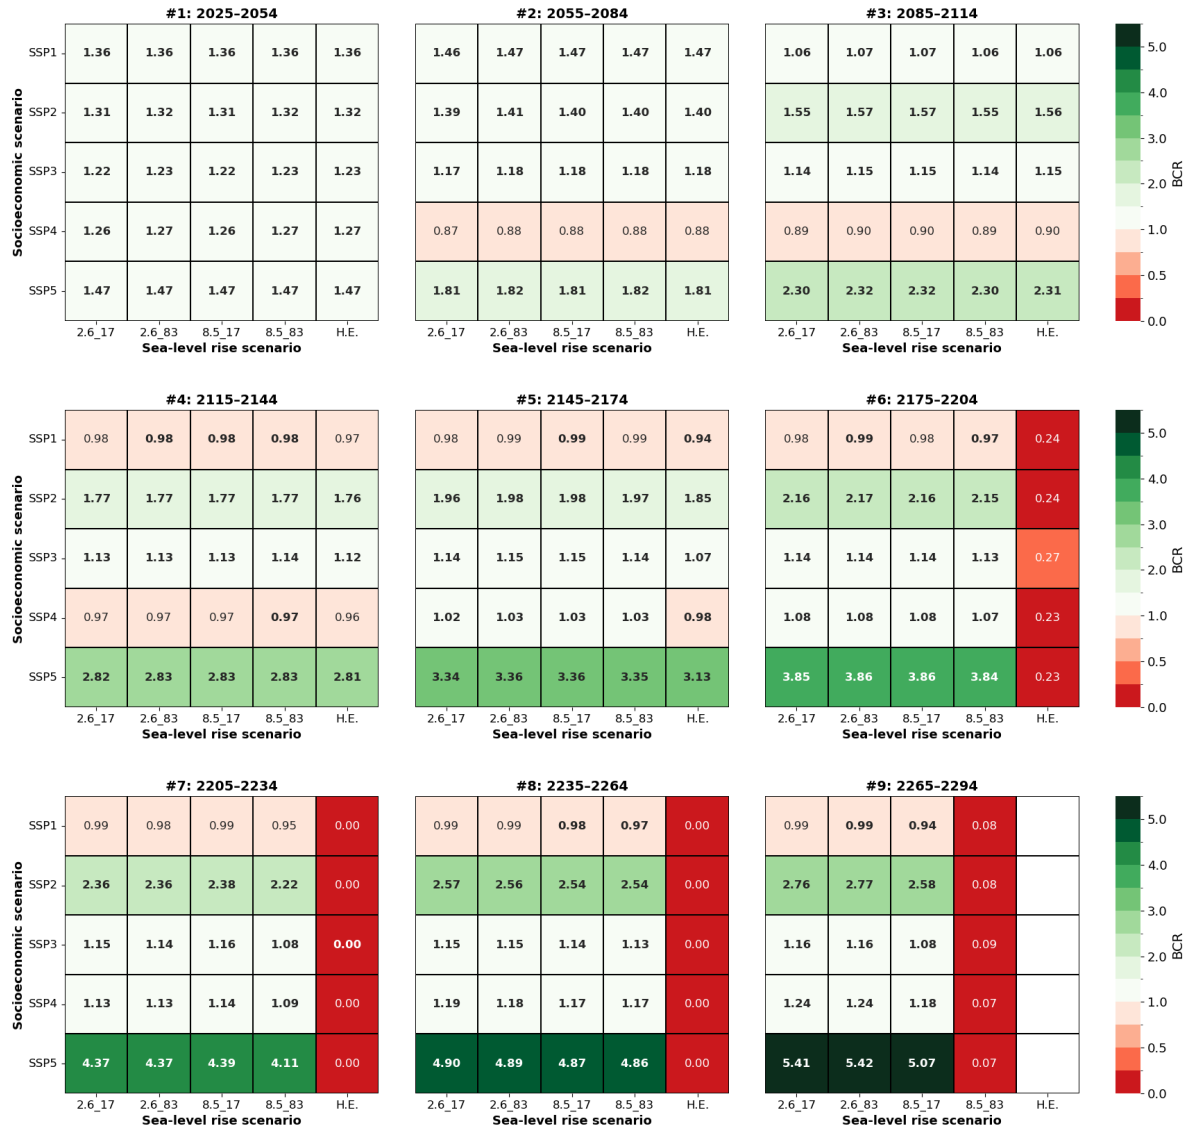 #1: 2025–2054 #2: 2055–2084 #3: 2085–2114
SSP1 1.36 1.36 1.36 1.36 1.36 1.46 1.47 1.47 1.47 1.47 1.06 1.07 1.07 1.06 1.06
SSP2 1.31 1.32 1.31 1.32 1.32 1.39 1.41 1.40 1.40 1.40 1.55 1.57 1.57 1.55 1.56
SSP3 1.22 1.23 1.22 1.23 1.23 1.17 1.18 1.18 1.18 1.18 1.14 1.15 1.15 1.14 1.15
SSP4 1.26 1.27 1.26 1.27 1.27 0.87 0.88 0.88 0.88 0.88 0.89 0.90 0.90 0.89 0.90
SSP5 1.47 1.47 1.47 1.47 1.47 1.81 1.82 1.81 1.82 1.81 2.30 2.32 2.32 2.30 2.31
2.6_17 2.6_83 8.5_17 8.5_83 H.E. 2.6_17 2.6_83 8.5_17 8.5_83 H.E. 2.6_17 2.6_83 8.5_17 8.5_83 H.E.
Sea-level rise scenario Sea-level rise scenario Sea-level rise scenario
Socioeconomic scenario
5.0
4.0
3.0
2.0
1.0
0.5
0.0
BCR
#4: 2115–2144 #5: 2145–2174 #6: 2175–2204
SSP1 0.98 0.98 0.98 0.98 0.97 0.98 0.99 0.99 0.99 0.94 0.98 0.99 0.98 0.97 0.24
SSP2 1.77 1.77 1.77 1.77 1.76 1.96 1.98 1.98 1.97 1.85 2.16 2.17 2.16 2.15 0.24
SSP3 1.13 1.13 1.13 1.14 1.12 1.14 1.15 1.15 1.14 1.07 1.14 1.14 1.14 1.13 0.27
SSP4 0.97 0.97 0.97 0.97 0.96 1.02 1.03 1.03 1.03 0.98 1.08 1.08 1.08 1.07 0.23
SSP5 2.82 2.83 2.83 2.83 2.81 3.34 3.36 3.36 3.35 3.13 3.85 3.86 3.86 3.84 0.23
2.6_17 2.6_83 8.5_17 8.5_83 H.E. 2.6_17 2.6_83 8.5_17 8.5_83 H.E. 2.6_17 2.6_83 8.5_17 8.5_83 H.E.
Sea-level rise scenario Sea-level rise scenario Sea-level rise scenario
Socioeconomic scenario
5.0
4.0
3.0
2.0
1.0
0.5
0.0
BCR
#7: 2205–2234 #8: 2235–2264 #9: 2265–2294
SSP1 0.99 0.98 0.99 0.95 0.00 0.99 0.99 0.98 0.97 0.00 0.99 0.99 0.94 0.08
SSP2 2.36 2.36 2.38 2.22 0.00 2.57 2.56 2.54 2.54 0.00 2.76 2.77 2.58 0.08
SSP3 1.15 1.14 1.16 1.08 0.00 1.15 1.15 1.14 1.13 0.00 1.16 1.16 1.08 0.09
SSP4 1.13 1.13 1.14 1.09 0.00 1.19 1.18 1.17 1.17 0.00 1.24 1.24 1.18 0.07
SSP5 4.37 4.37 4.39 4.11 0.00 4.90 4.89 4.87 4.86 0.00 5.41 5.42 5.07 0.07
2.6_17 2.6_83 8.5_17 8.5_83 H.E. 2.6_17 2.6_83 8.5_17 8.5_83 H.E. 2.6_17 2.6_83 8.5_17 8.5_83 H.E.
Sea-level rise scenario Sea-level rise scenario Sea-level rise scenario
Socioeconomic scenario
5.0
4.0
3.0
2.0
1.0
0.5
0.0
BCR